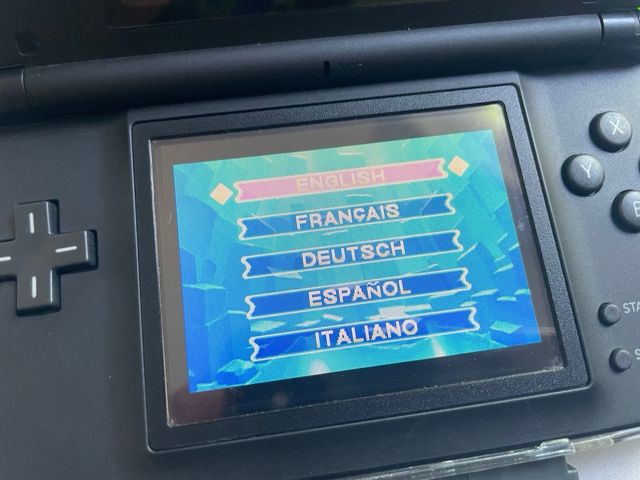 ENGLISH
FRANÇAIS
DEUTSCH
ESPAÑOL
ITALIANO
X
Y